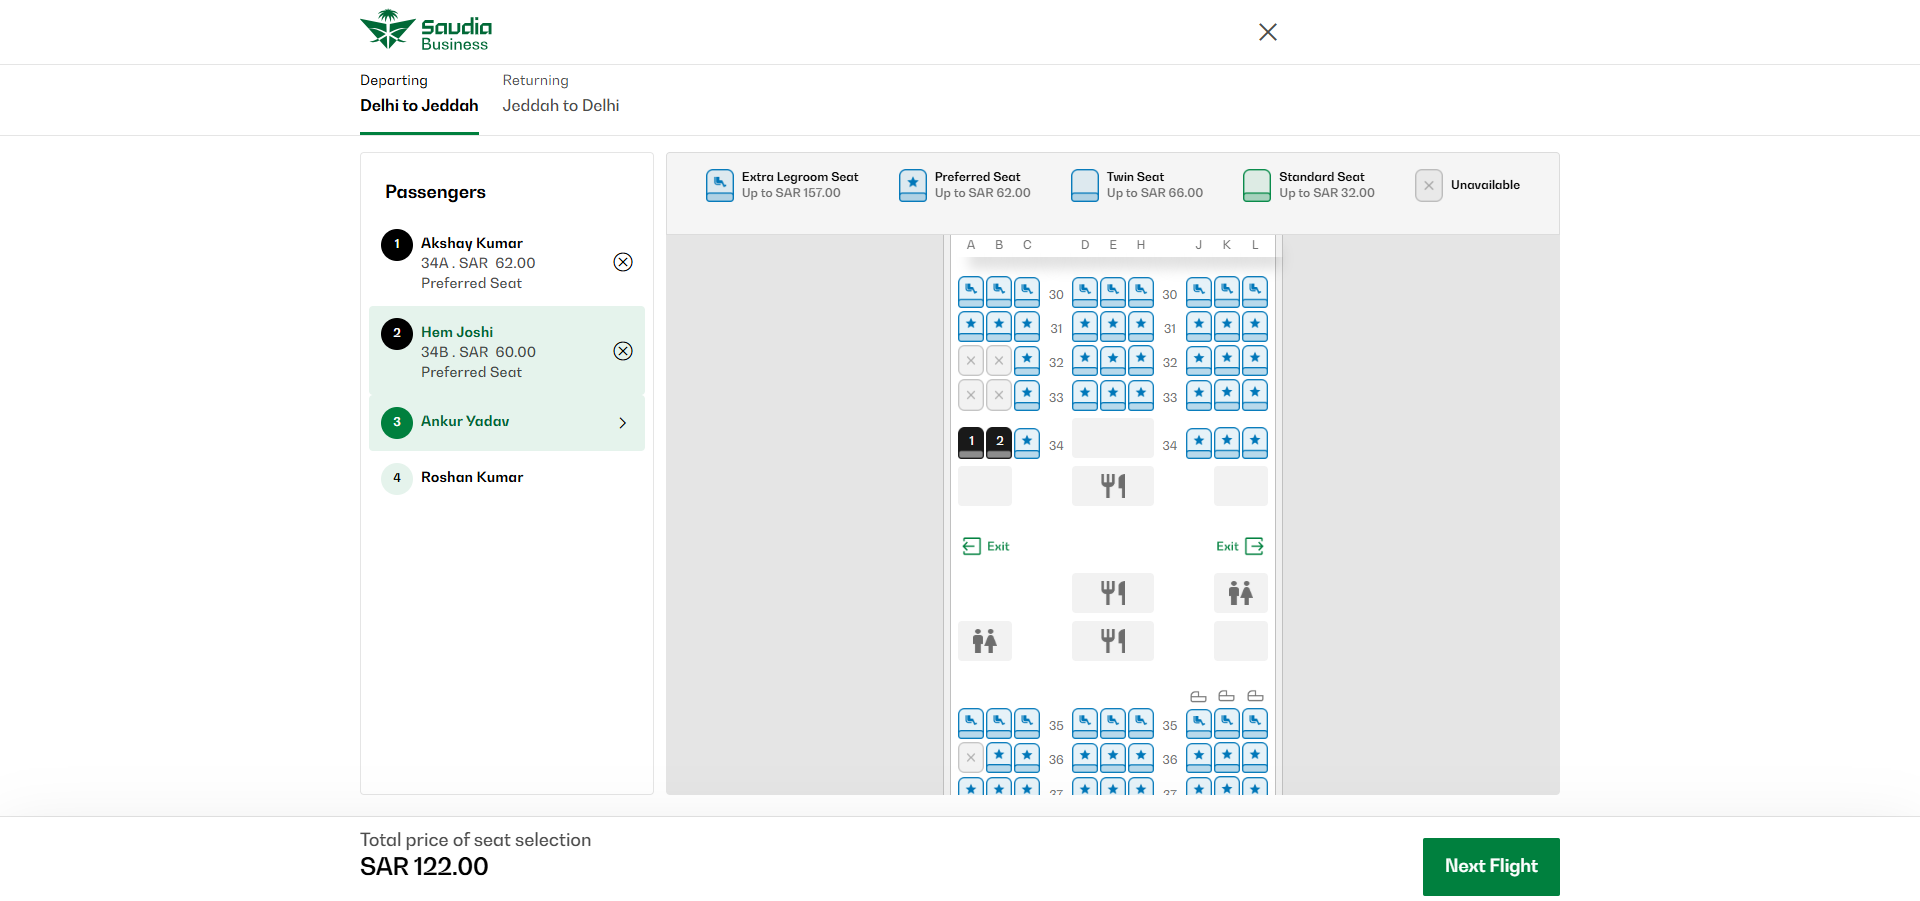 Saudia
Business
Departing
Delhi to Jeddah
Returning
Jeddah to Delhi
Passengers
1
Akshay Kumar
34A . SAR 62.00
Preferred Seat
2
Hem Joshi
34B . SAR 60.00
Preferred Seat
3
Ankur Yadav
4
Roshan Kumar
Extra Legroom Seat
Up to SAR 157.00
Preferred Seat
Up to SAR 62.00
Twin Seat
Up to SAR 66.00
Standard Seat
Up to SAR 32.00
Unavailable
A B C D E H J K L
30 30
31 31
32 32
33 33
1 2 34 34
Exit Exit
35 35
36 36
37 37
Total price of seat selection
SAR 122.00
Next Flight